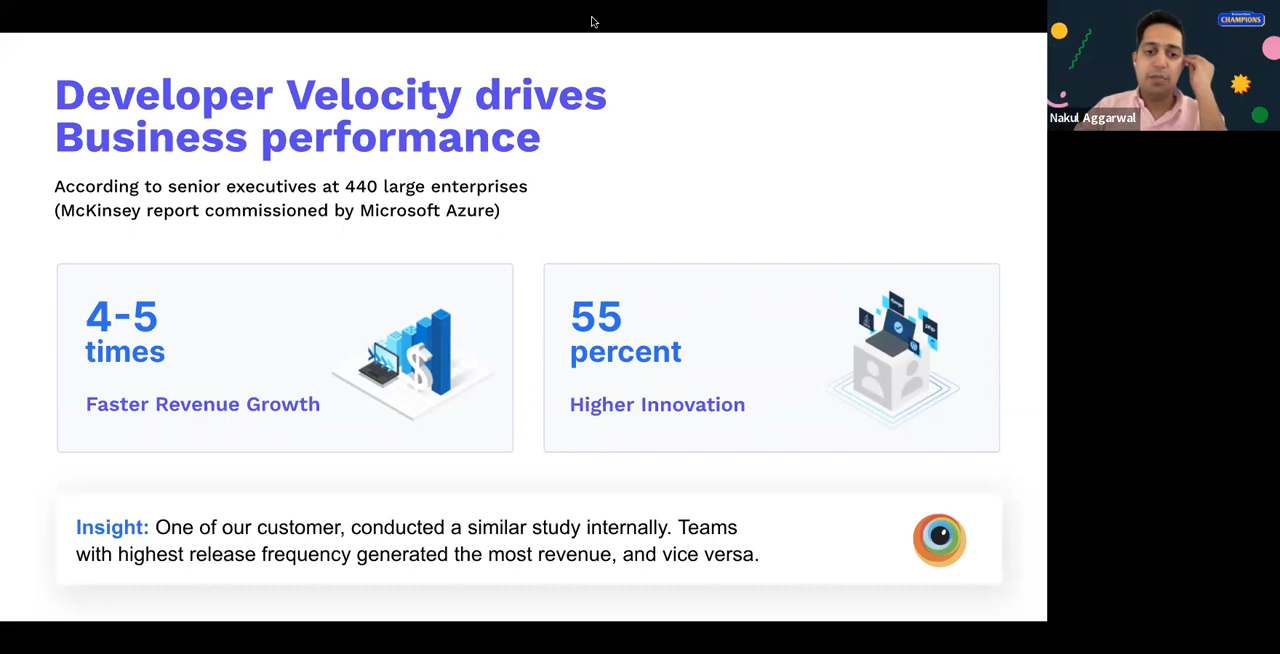 Developer Velocity drives
Business performance
According to senior executives at 440 large enterprises
(McKinsey report commissioned by Microsoft Azure)
4-5
times
Faster Revenue Growth
55
percent
Higher Innovation
php
Insight: One of our customer, conducted a similar study internally. Teams
with highest release frequency generated the most revenue, and vice versa.
CHAMPIONS
Nakul Aggarwal